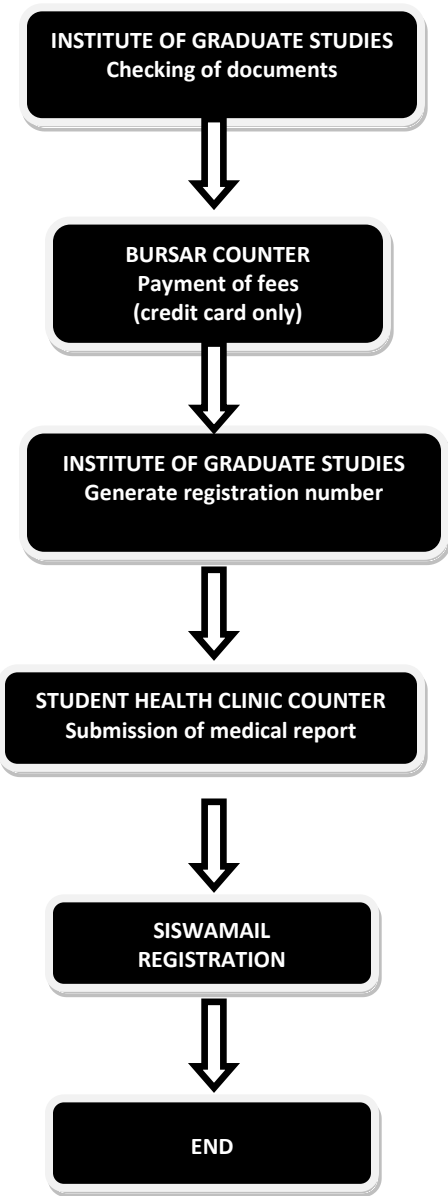 INSTITUTE OF GRADUATE STUDIES
Checking of documents
BURSAR COUNTER
Payment of fees
(credit card only)
INSTITUTE OF GRADUATE STUDIES
Generate registration number
STUDENT HEALTH CLINIC COUNTER
Submission of medical report
SISWAMAIL
REGISTRATION
END